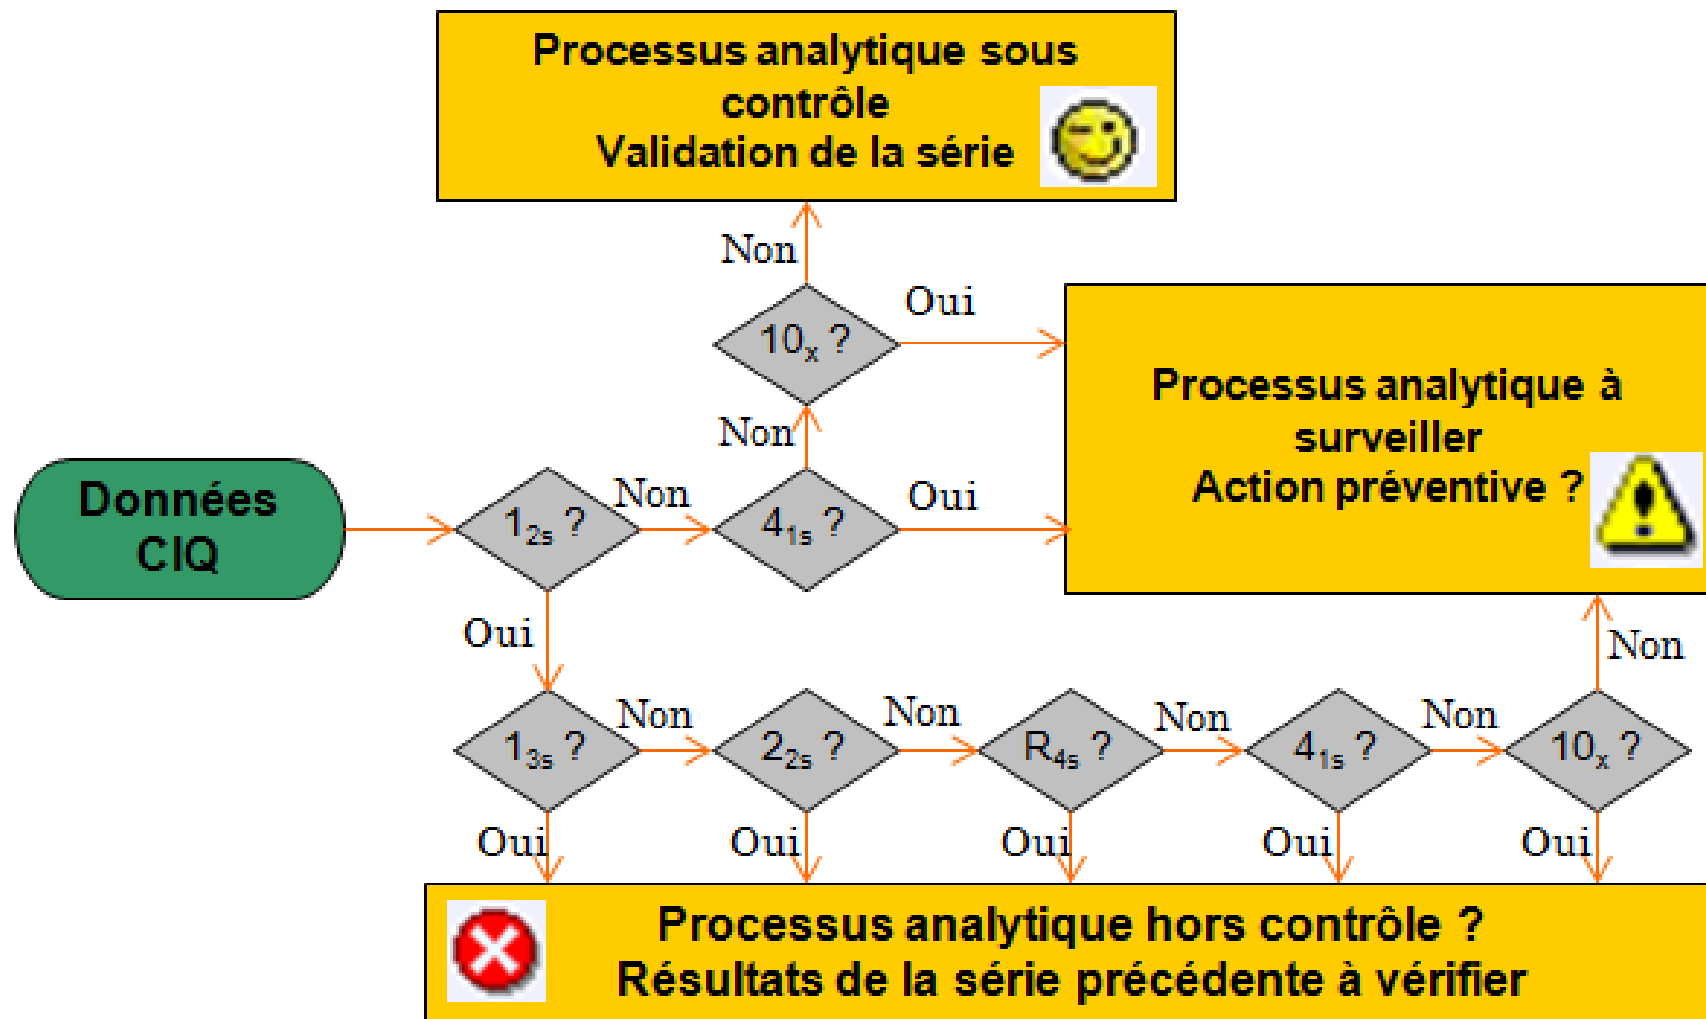 Processus analytique sous
contrôle
Validation de la série
Non
Oui
10x ?
Non
Processus analytique à
surveiller
Action préventive ?
Données
CIQ
12s ?
Non
41s ?
Oui
Oui
Non
13s ?
Non
22s ?
Non
R4s ?
Non
41s ?
Non
10x ?
Oui
Oui
Oui
Oui
Oui
Processus analytique hors contrôle ?
Résultats de la série précédente à vérifier